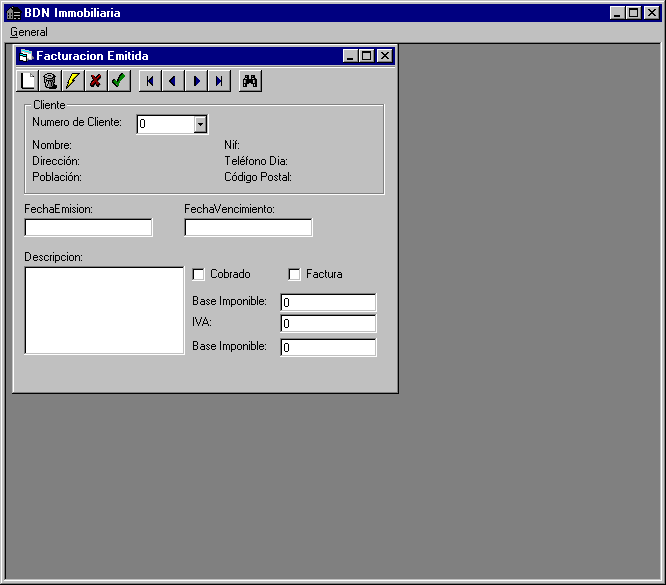 BDN Immobiliaria
General
Facturacion Emitida
Cliente
Numero de Cliente: 0
Nombre: Nif:
Dirección: Teléfono Dia:
Población: Código Postal:
FechaEmision: FechaVencimiento:
Descripcion:
Cobrado Factura
Base Imponible: 0
IVA: 0
Base Imponible: 0